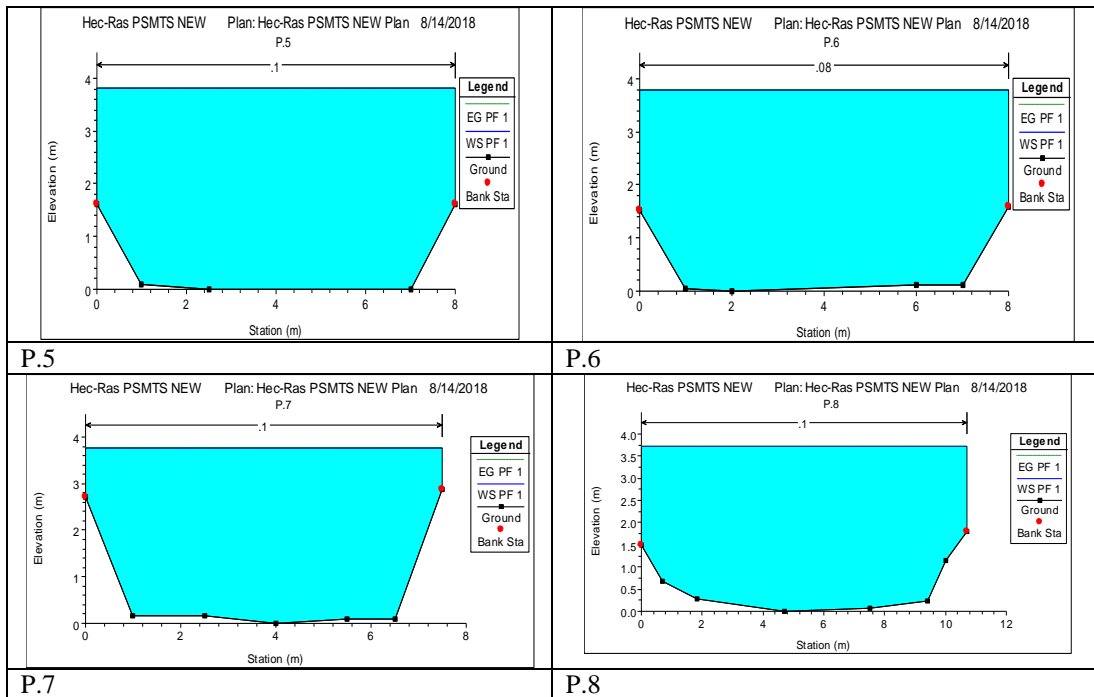 Hec-Ras PSMTS NEW Plan: Hec-Ras PSMTS NEW Plan 8/14/2018
P.5
.1
4
3
2
1
0
Elevation (m)
0 2 4 6 8
Station (m)
Legend
EG PF 1
WS PF 1
Ground
Bank Sta
P.5
Hec-Ras PSMTS NEW Plan: Hec-Ras PSMTS NEW Plan 8/14/2018
P.6
.08
4
3
2
1
0
Elevation (m)
0 2 4 6 8
Station (m)
Legend
EG PF 1
WS PF 1
Ground
Bank Sta
P.6
Hec-Ras PSMTS NEW Plan: Hec-Ras PSMTS NEW Plan 8/14/2018
P.7
.1
4
3
2
1
0
Elevation (m)
0 2 4 6 8
Station (m)
Legend
EG PF 1
WS PF 1
Ground
Bank Sta
P.7
Hec-Ras PSMTS NEW Plan: Hec-Ras PSMTS NEW Plan 8/14/2018
P.8
.1
4.0
3.5
3.0
2.5
2.0
1.5
1.0
0.5
0.0
Elevation (m)
0 2 4 6 8 10 12
Station (m)
Legend
EG PF 1
WS PF 1
Ground
Bank Sta
P.8